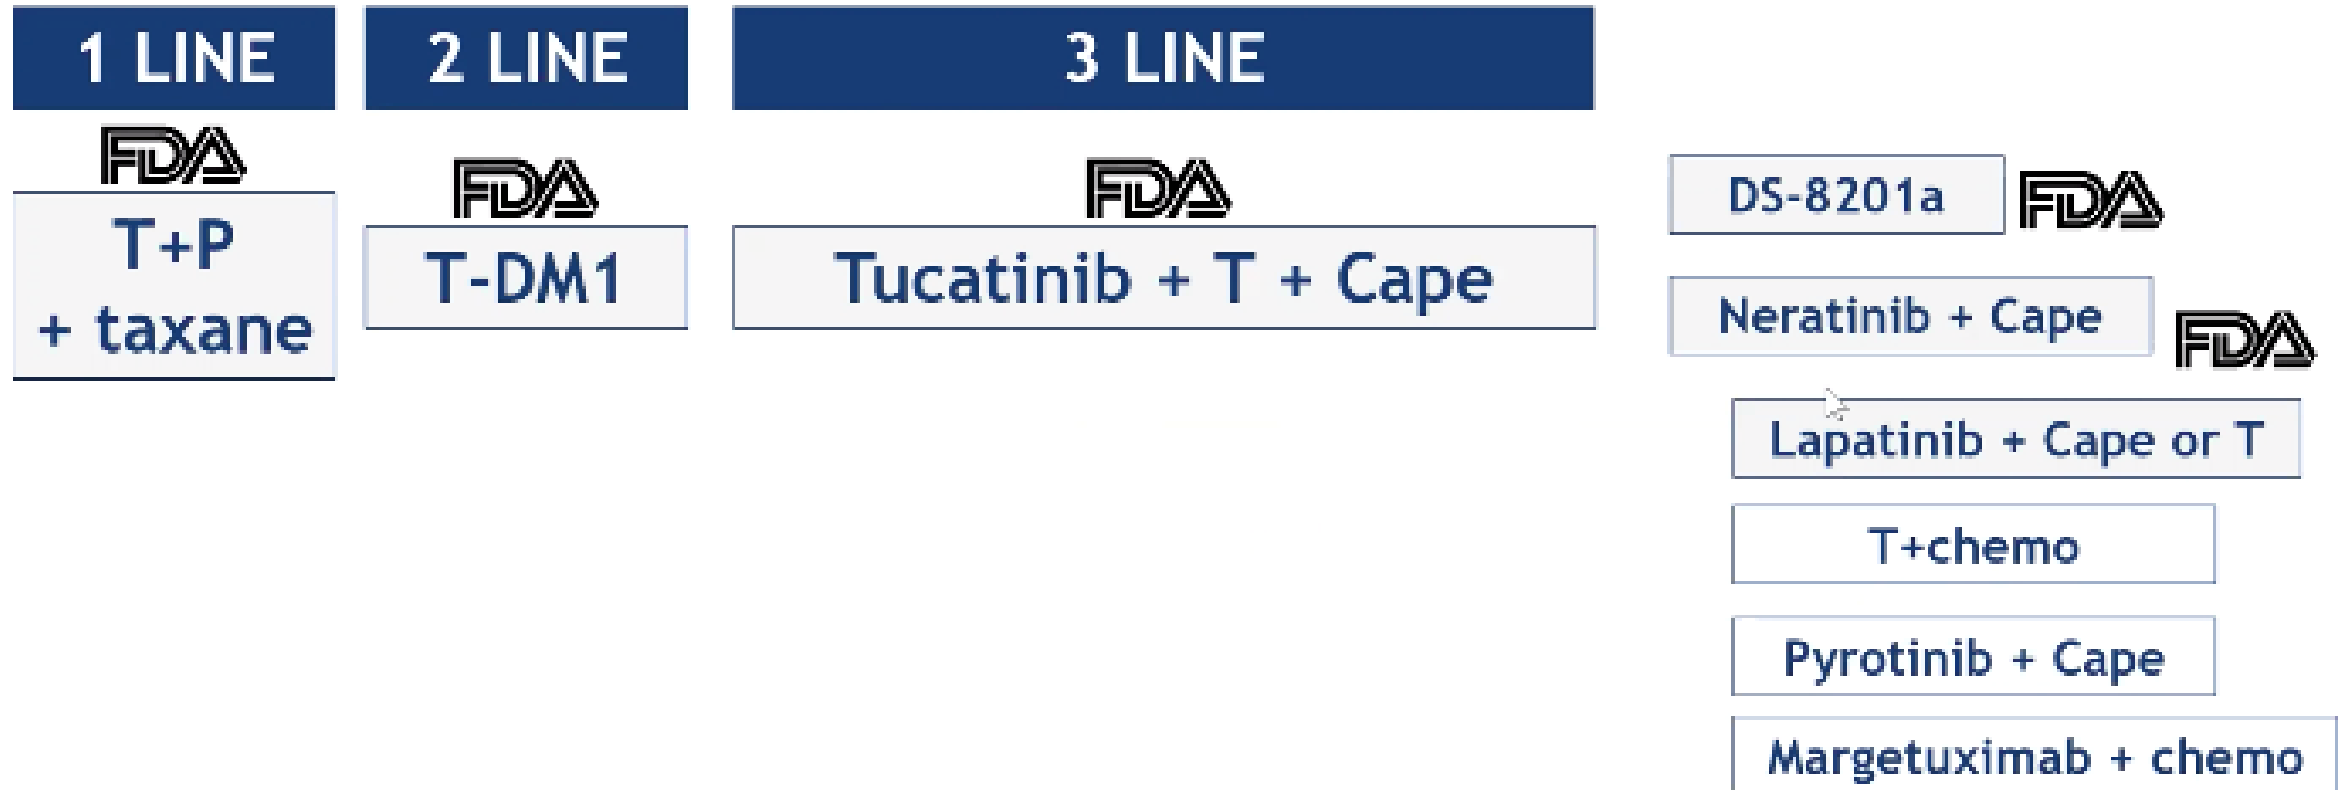 1 LINE
2 LINE
3 LINE
FDA
FDA
FDA
T+P
+ taxane
T-DM1
Tucatinib + T + Cape
DS-8201a
FDA
Neratinib + Cape
FDA
Lapatinib + Cape or T
T+chemo
Pyrotinib + Cape
Margetuximab + chemo